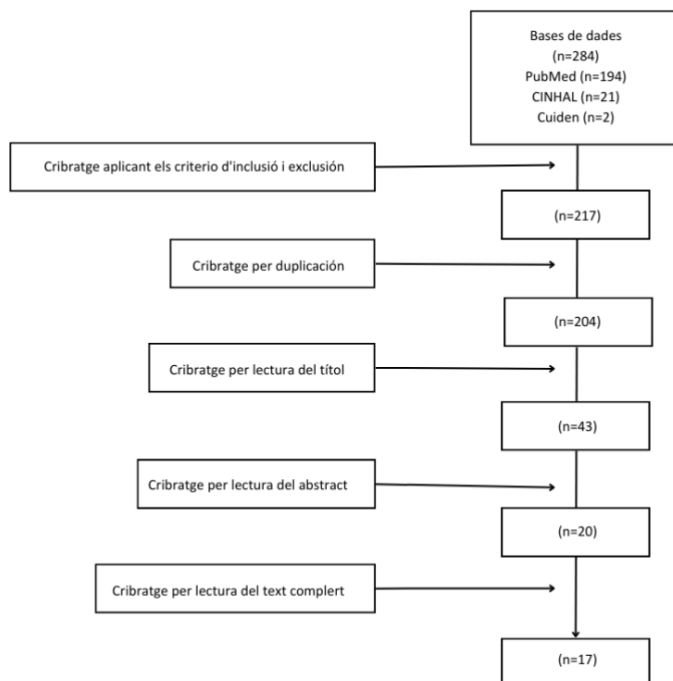 Bases de dades
(n=284)
PubMed (n=194)
CINHAL (n=21)
Cuiden (n=2)
Cribratge aplicant els criterio d'inclusió i exclusión
(n=217)
Cribratge per duplicación
(n=204)
Cribratge per lectura del títol
(n=43)
Cribratge per lectura del abstract
(n=20)
Cribratge per lectura del text complert
(n=17)